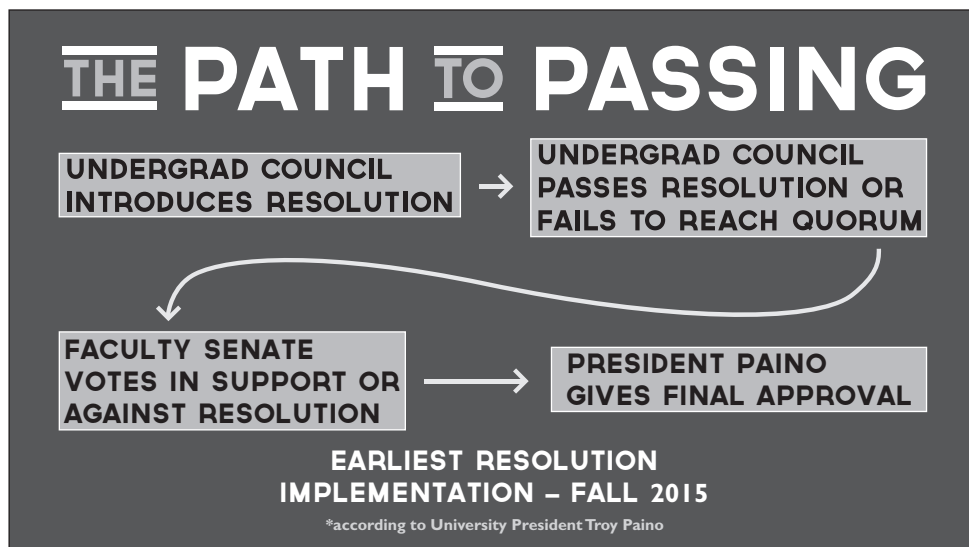 THE PATH TO PASSING
UNDERGRAD COUNCIL
INTRODUCES RESOLUTION
UNDERGRAD COUNCIL
PASSES RESOLUTION OR
FAILS TO REACH QUORUM
FACULTY SENATE
VOTES IN SUPPORT OR
AGAINST RESOLUTION
PRESIDENT PAINO
GIVES FINAL APPROVAL
EARLIEST RESOLUTION
IMPLEMENTATION – FALL 2015
*according to University President Troy Paino